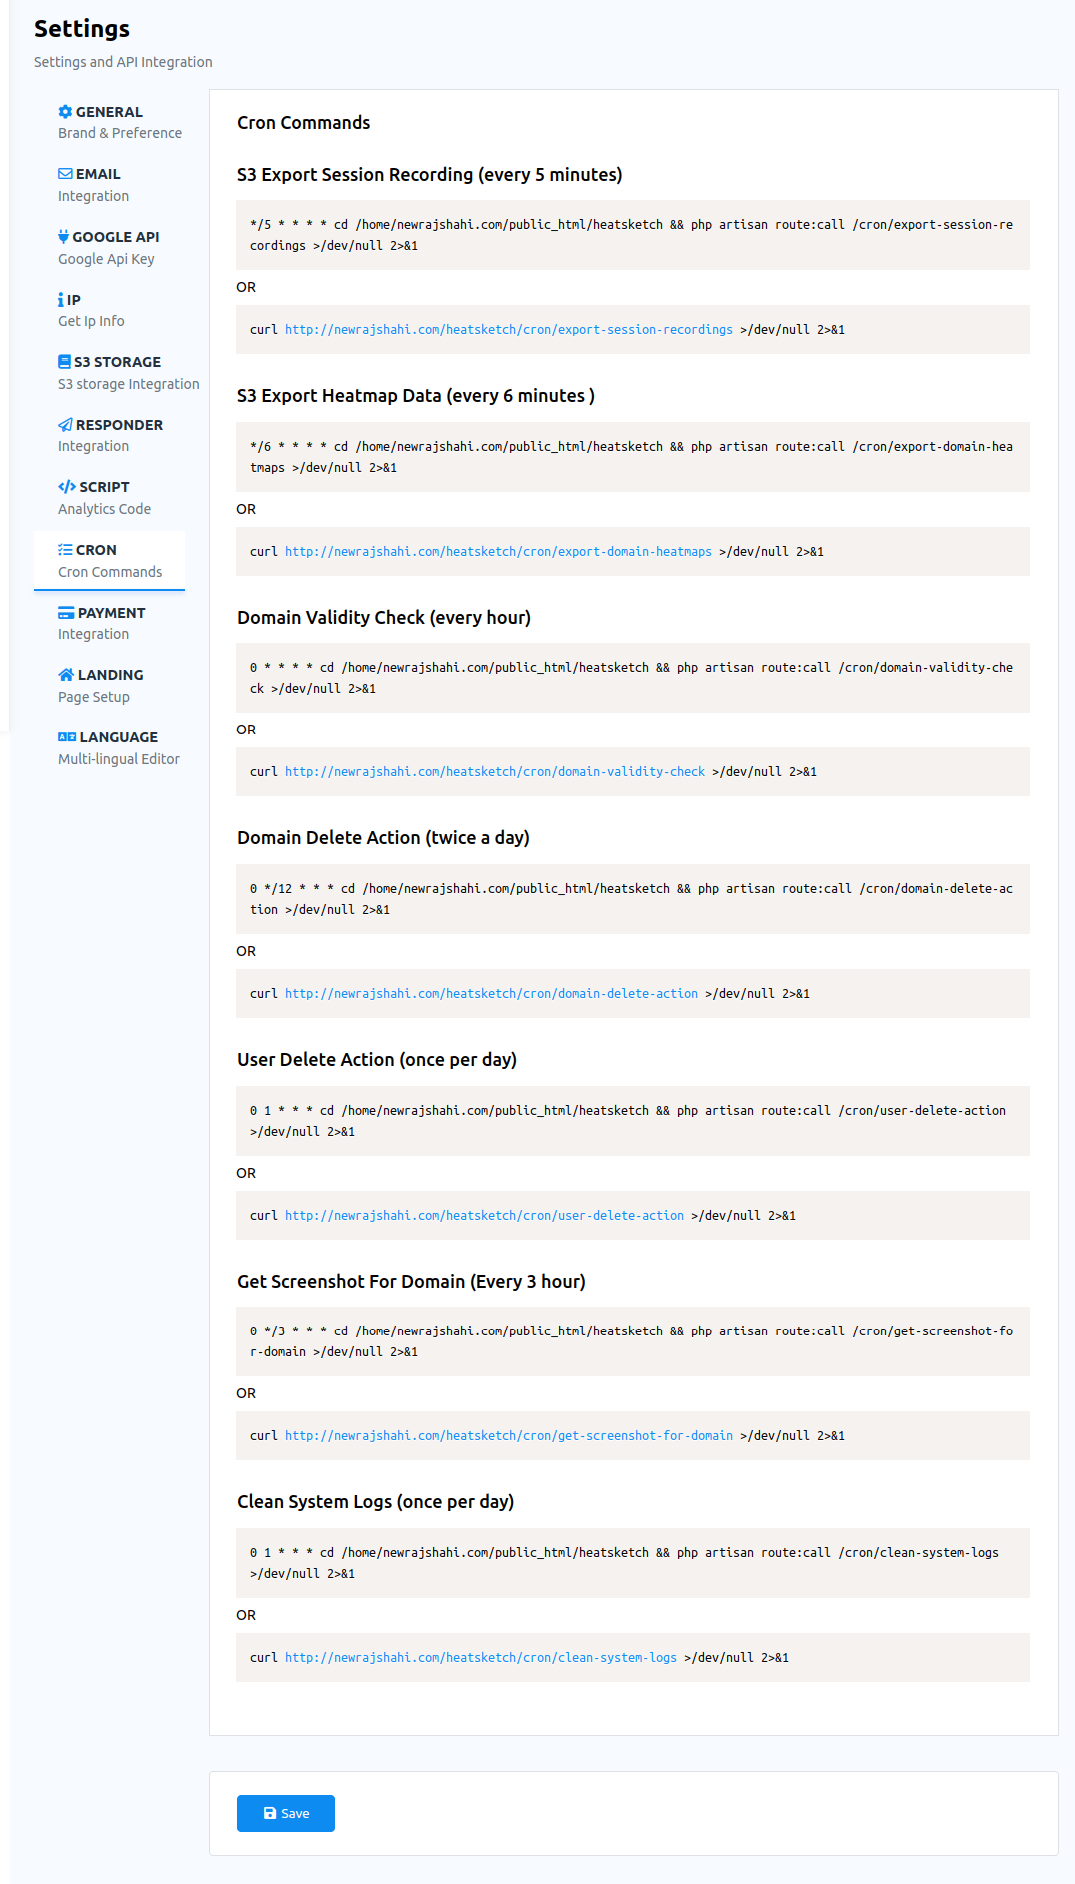 Settings
Settings and API Integration
GENERAL
Brand & Preference
EMAIL
Integration
GOOGLE API
Google Api Key
IP
Get Ip Info
S3 STORAGE
S3 storage Integration
RESPONDER
Integration
SCRIPT
Analytics Code
CRON
Cron Commands
PAYMENT
Integration
LANDING
Page Setup
LANGUAGE
Multi-lingual Editor
Cron Commands
S3 Export Session Recording (every 5 minutes)
*/5 * * * * cd /home/newrajshahi.com/public_html/heatsketch && php artisan route:call /cron/export-session-re
cordings >/dev/null 2>&1
OR
curl http://newrajshahi.com/heatsketch/cron/export-session-recordings >/dev/null 2>&1
S3 Export Heatmap Data (every 6 minutes )
*/6 * * * * cd /home/newrajshahi.com/public_html/heatsketch && php artisan route:call /cron/export-domain-hea
tmaps >/dev/null 2>&1
OR
curl http://newrajshahi.com/heatsketch/cron/export-domain-heatmaps >/dev/null 2>&1
Domain Validity Check (every hour)
0 * * * * cd /home/newrajshahi.com/public_html/heatsketch && php artisan route:call /cron/domain-validity-che
ck >/dev/null 2>&1
OR
curl http://newrajshahi.com/heatsketch/cron/domain-validity-check >/dev/null 2>&1
Domain Delete Action (twice a day)
0 */12 * * * cd /home/newrajshahi.com/public_html/heatsketch && php artisan route:call /cron/domain-delete-ac
tion >/dev/null 2>&1
OR
curl http://newrajshahi.com/heatsketch/cron/domain-delete-action >/dev/null 2>&1
User Delete Action (once per day)
0 1 * * * cd /home/newrajshahi.com/public_html/heatsketch && php artisan route:call /cron/user-delete-action
>/dev/null 2>&1
OR
curl http://newrajshahi.com/heatsketch/cron/user-delete-action >/dev/null 2>&1
Get Screenshot For Domain (Every 3 hour)
0 */3 * * * cd /home/newrajshahi.com/public_html/heatsketch && php artisan route:call /cron/get-screenshot-fo
r-domain >/dev/null 2>&1
OR
curl http://newrajshahi.com/heatsketch/cron/get-screenshot-for-domain >/dev/null 2>&1
Clean System Logs (once per day)
0 1 * * * cd /home/newrajshahi.com/public_html/heatsketch && php artisan route:call /cron/clean-system-logs
>/dev/null 2>&1
OR
curl http://newrajshahi.com/heatsketch/cron/clean-system-logs >/dev/null 2>&1
Save